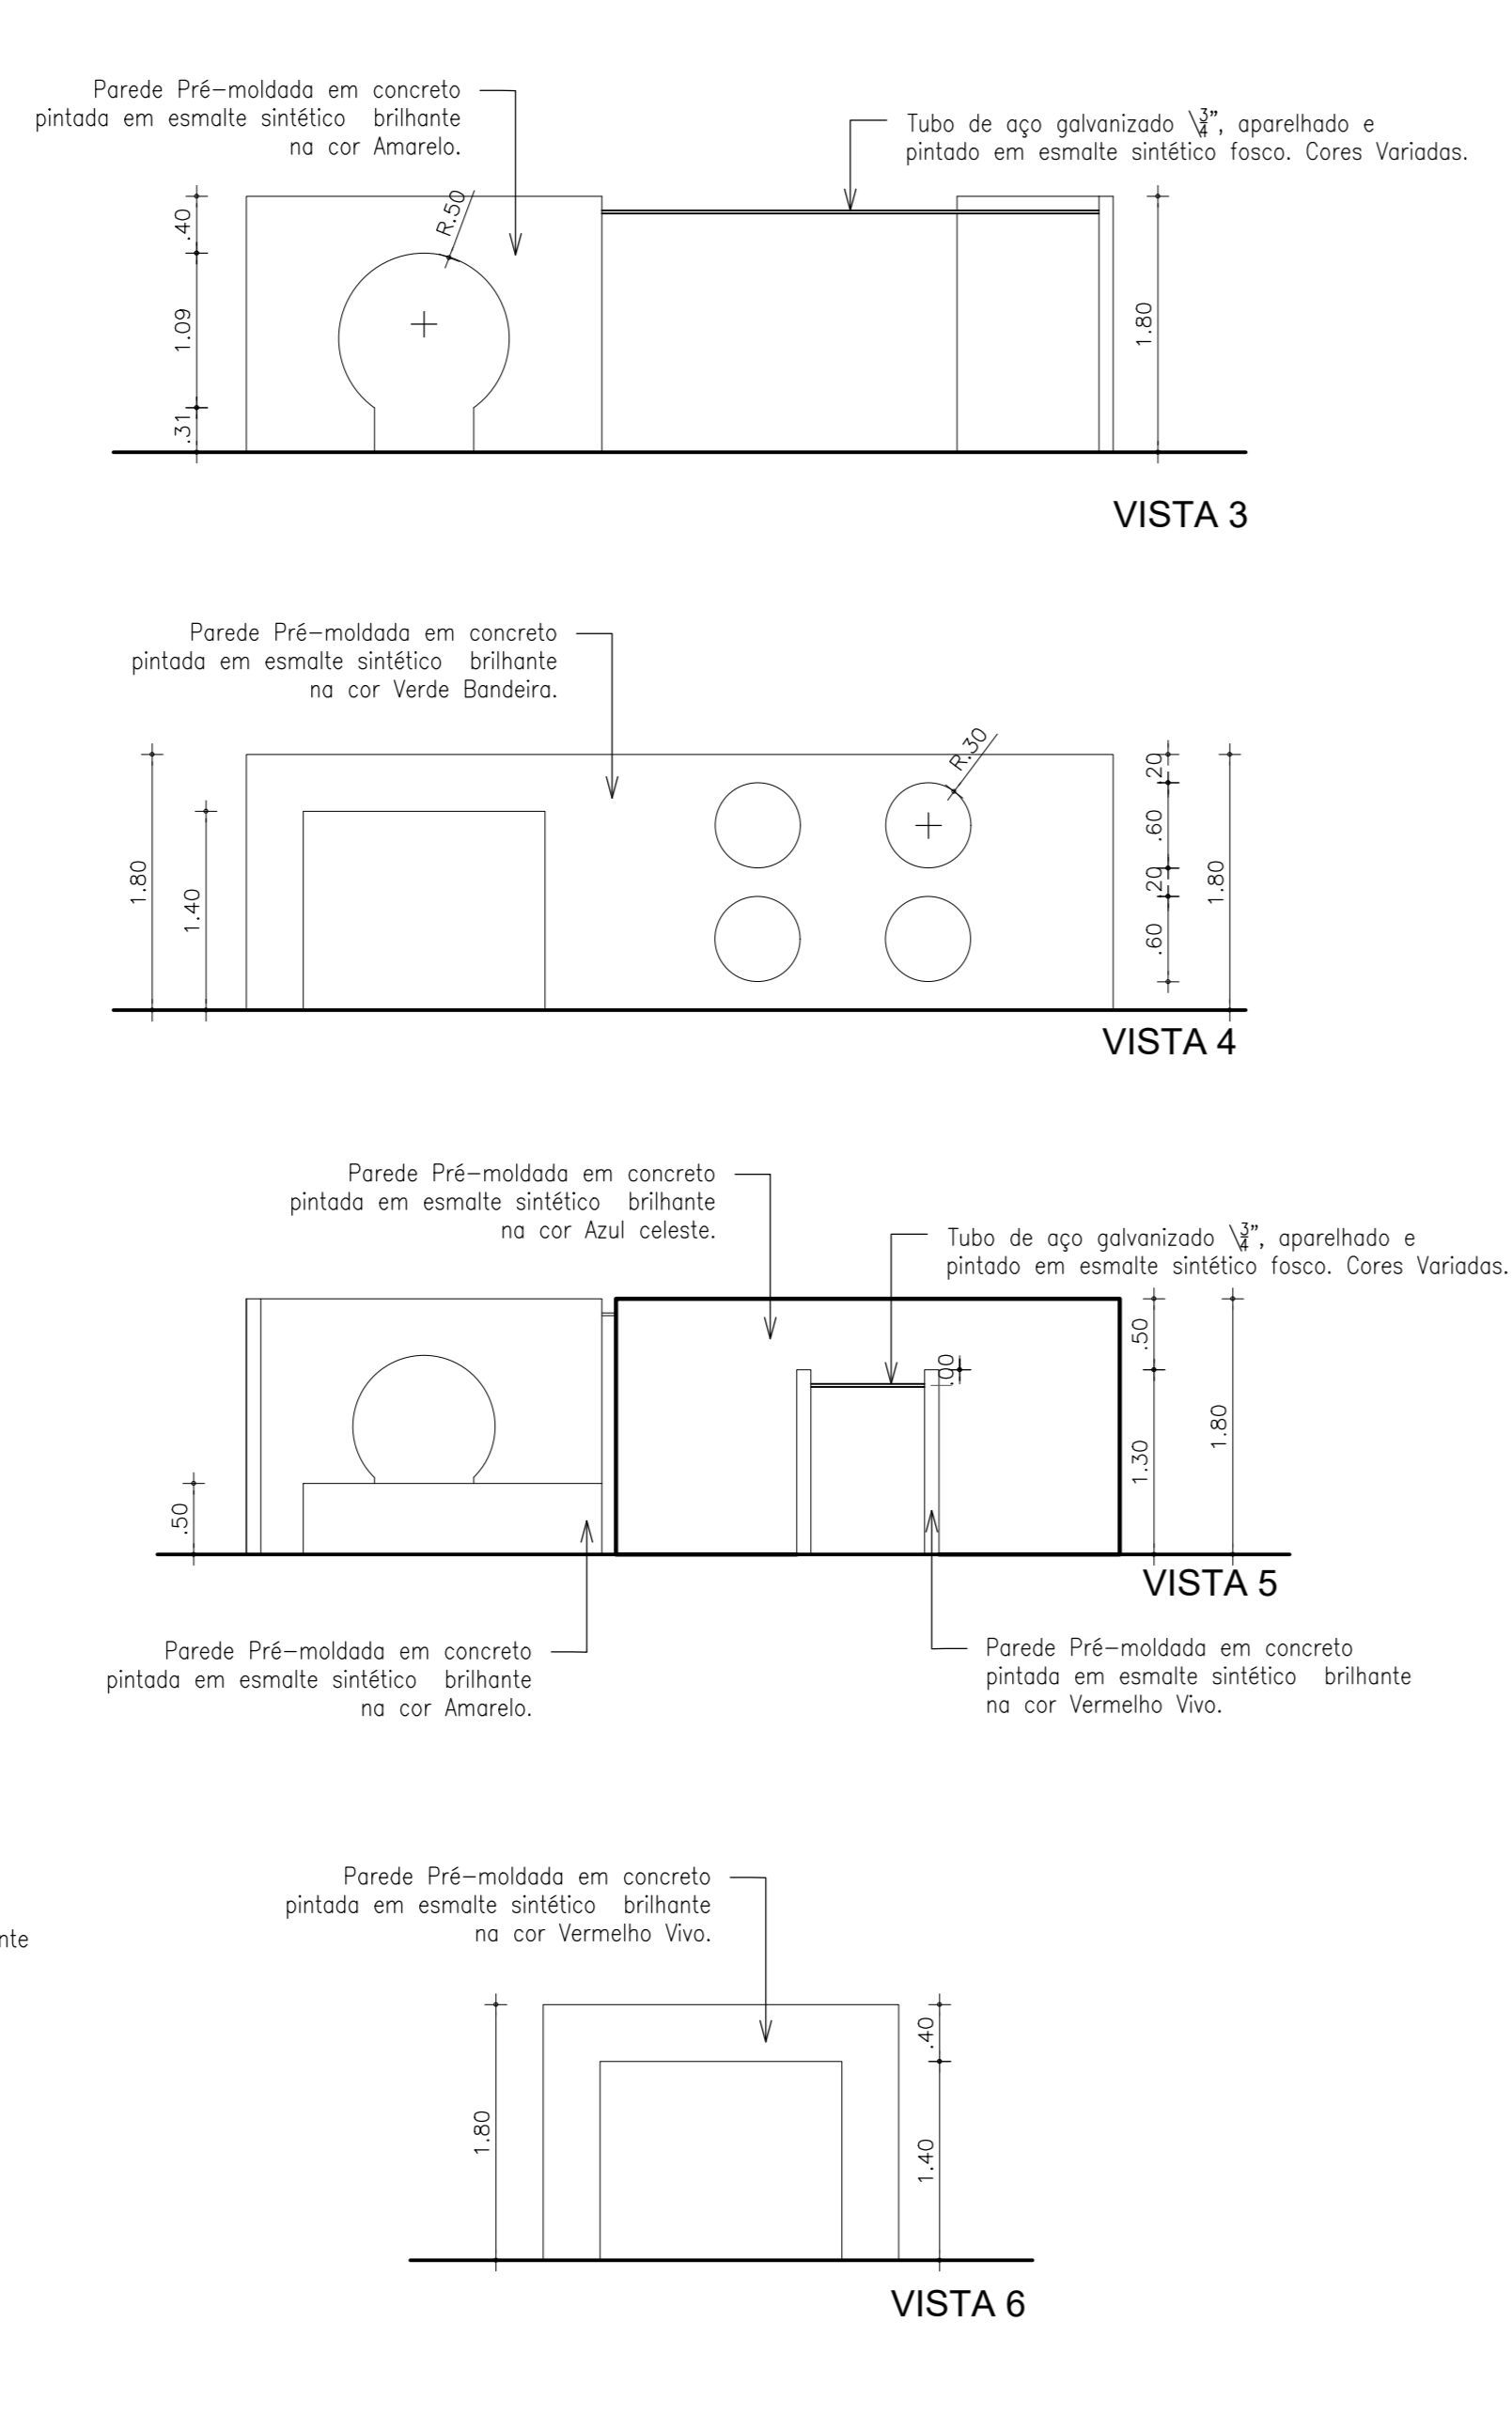 Parede Pré-moldada em concreto
pintada em esmalte sintético brilhante
na cor Amarelo.
Tubo de aço galvanizado \¾", aparelhado e
pintado em esmalte sintético fosco. Cores Variadas.
R.50
.40
1.09
.31
1.80
VISTA 3
Parede Pré-moldada em concreto
pintada em esmalte sintético brilhante
na cor Verde Bandeira.
R.30
1.80
1.40
.20
.60
.20
.60
1.80
VISTA 4
Parede Pré-moldada em concreto
pintada em esmalte sintético brilhante
na cor Azul celeste.
Tubo de aço galvanizado \¾", aparelhado e
pintado em esmalte sintético fosco. Cores Variadas.
.00
.50
1.30
1.80
.50
VISTA 5
Parede Pré-moldada em concreto
pintada em esmalte sintético brilhante
na cor Amarelo.
Parede Pré-moldada em concreto
pintada em esmalte sintético brilhante
na cor Vermelho Vivo.
Parede Pré-moldada em concreto
pintada em esmalte sintético brilhante
na cor Vermelho Vivo.
nte
1.80
.40
1.40
VISTA 6